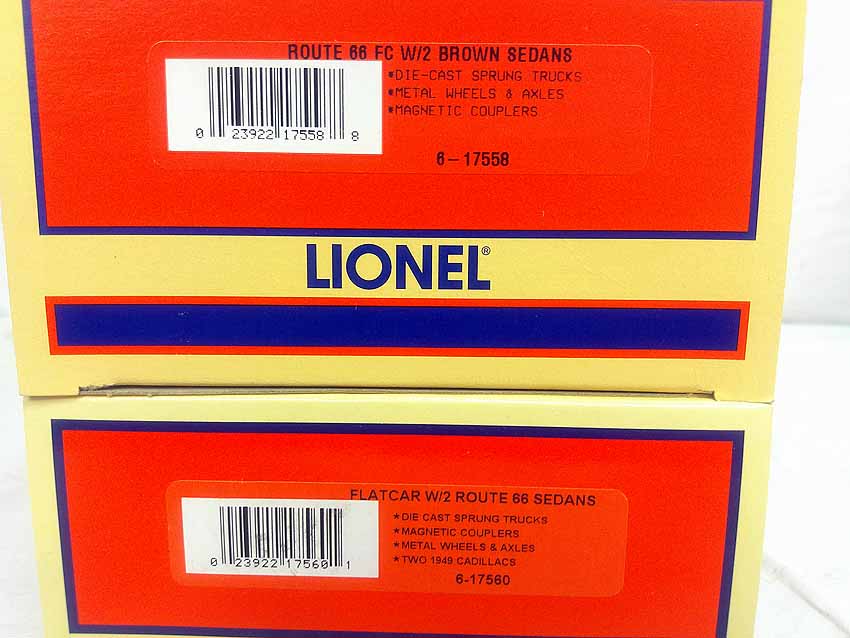 ROUTE 66 FC W/2 BROWN SEDANS
*DIE-CAST SPRUNG TRUCKS
*METAL WHEELS & AXLES
*MAGNETIC COUPLERS
0 23922 17558 8
6-17558
LIONEL®
FLATCAR W/2 ROUTE 66 SEDANS
*DIE CAST SPRUNG TRUCKS
*MAGNETIC COUPLERS
*METAL WHEELS & AXLES
*TWO 1949 CADILLACS
0 23922 17560 1
6-17560